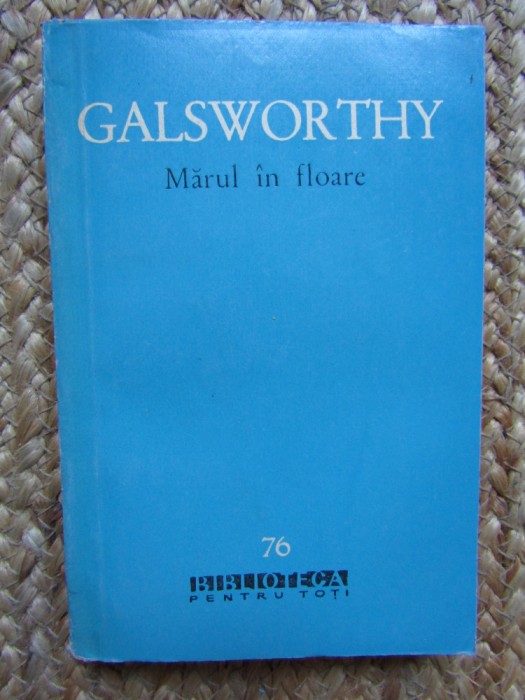 GALSWORTHY
Mărul în floare
76
BIBLIOTECA
PENTRU TOȚI